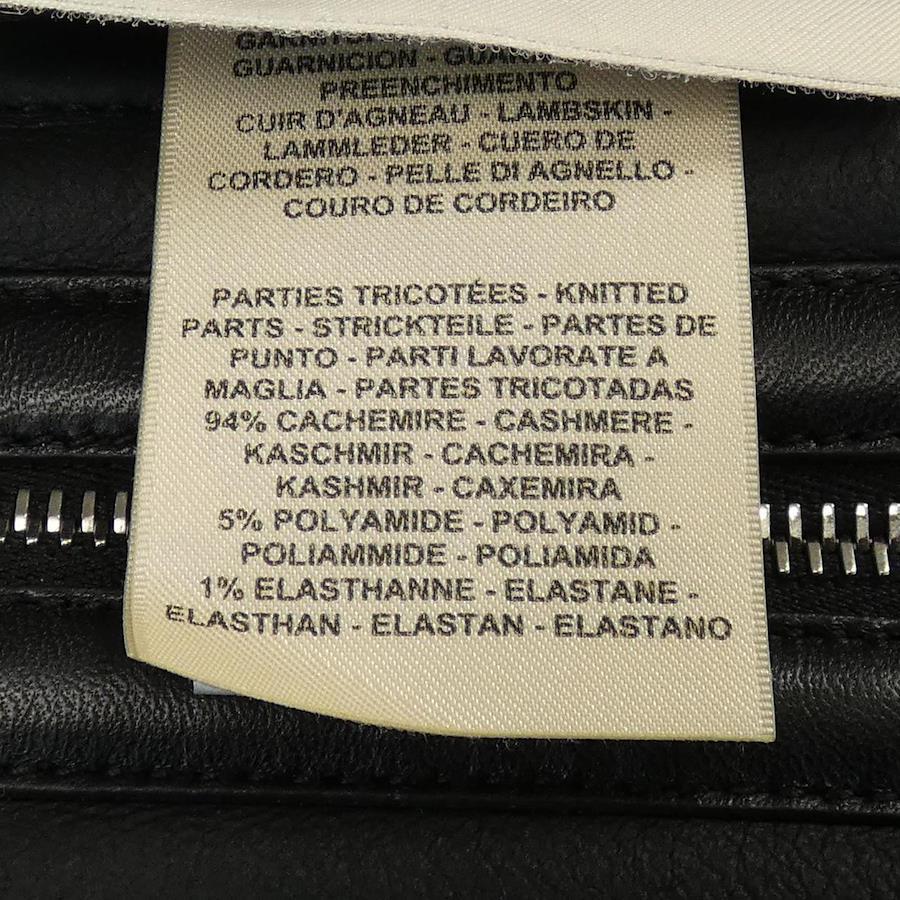 GUARNICION -
PREENCHIMENTO
CUIR D'AGNEAU - LAMBSKIN -
LAMMLEDER - CUERO DE
CORDERO - PELLE DI AGNELLO -
COURO DE CORDEIRO
PARTIES TRICOTÉES - KNITTED
PARTS - STRICKTEILE - PARTES DE
PUNTO - PARTI LAVORATE A
MAGLIA - PARTES TRICOTADAS
94% CACHEMIRE - CASHMERE -
KASCHMIR - CACHEMIRA -
KASHMIR - CAXEMIRA
5% POLYAMIDE - POLYAMID -
POLIAMMIDE - POLIAMIDA
1% ELASTHANNE - ELASTANE -
ELASTHAN - ELASTAN - ELASTANO